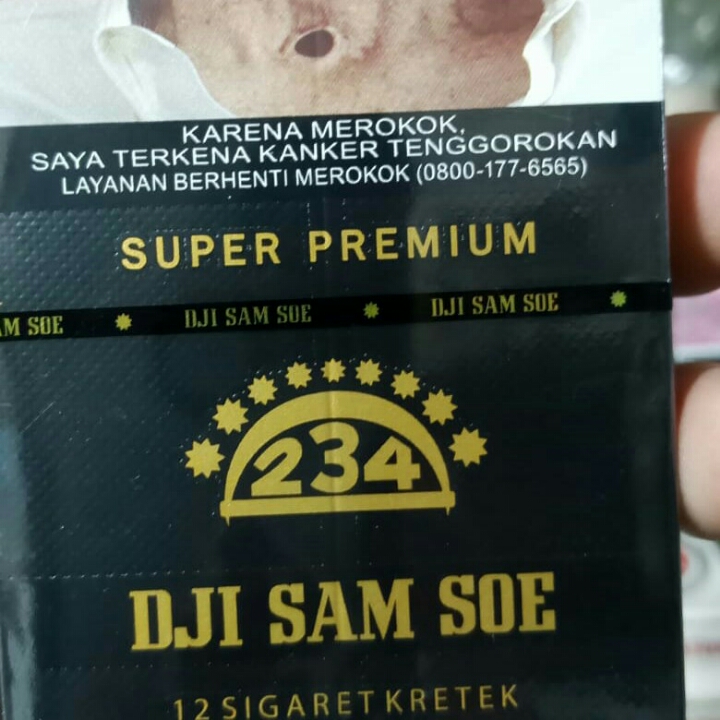 KARENA MEROKOK,
SAYA TERKENA KANKER TENGGOROKAN
LAYANAN BERHENTI MEROKOK (0800-177-6565)
SUPER PREMIUM
AM SOE DJI SAM SOE DJI SAM SOE
234
DJI SAM SOE
12 SIGARET KRETEK